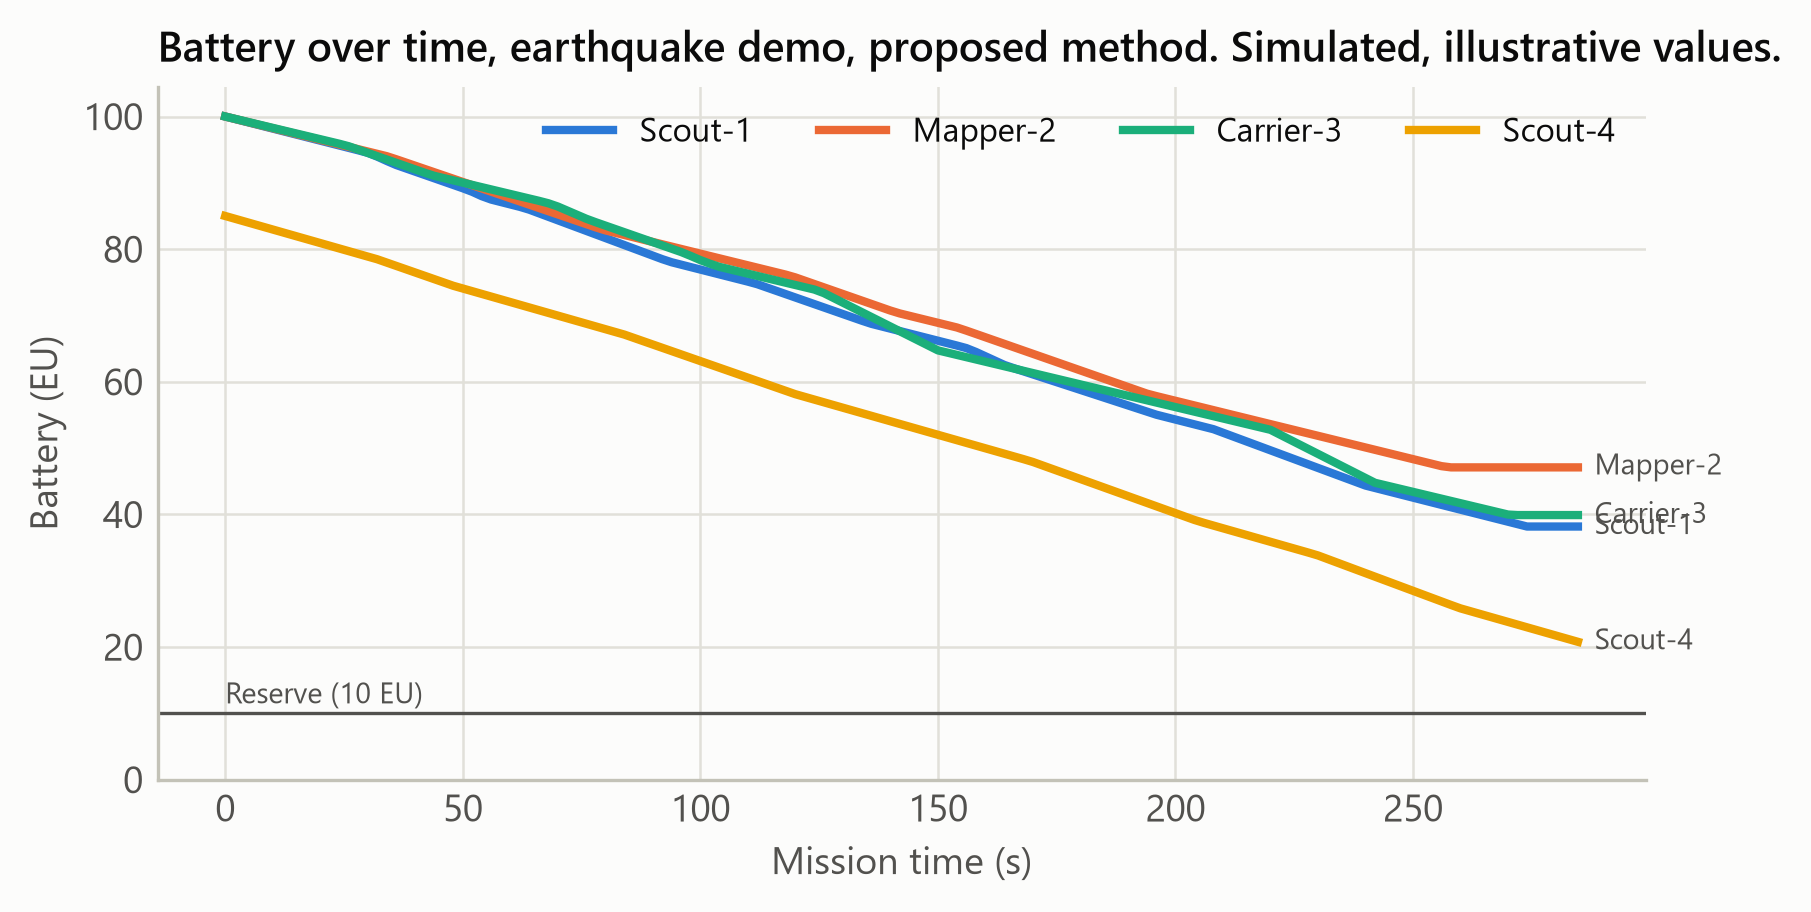 Battery over time, earthquake demo, proposed method. Simulated, illustrative values.
Scout-1 Mapper-2 Carrier-3 Scout-4
100
80
60
40
20
0
Battery (EU)
Mapper-2
Carrier-3
Scout-1
Scout-4
Reserve (10 EU)
0 50 100 150 200 250
Mission time (s)